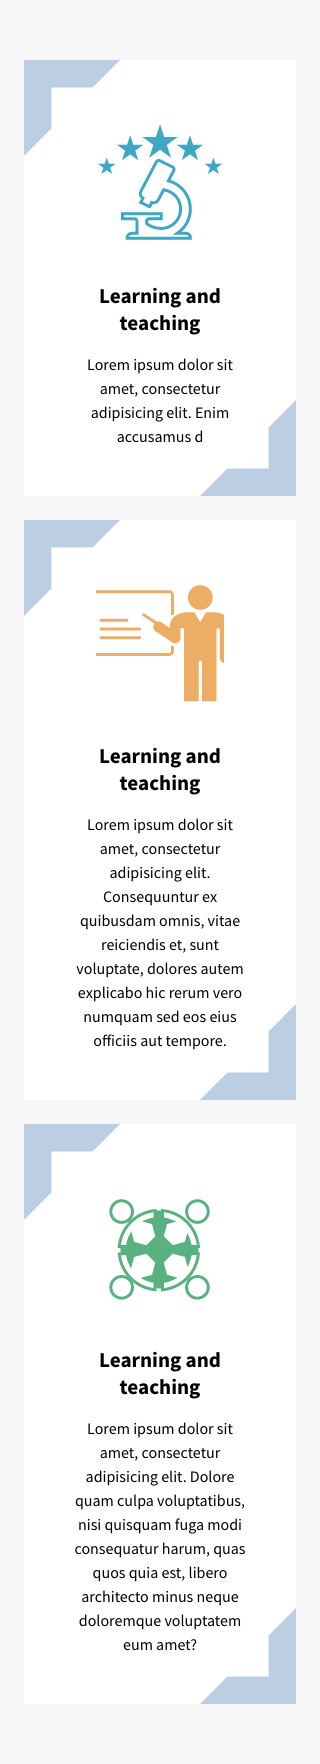 Learning and
teaching
Lorem ipsum dolor sit
amet, consectetur
adipisicing elit. Enim
accusamus d
Learning and
teaching
Lorem ipsum dolor sit
amet, consectetur
adipisicing elit.
Consequuntur ex
quibusdam omnis, vitae
reiciendis et, sunt
voluptate, dolores autem
explicabo hic rerum vero
numquam sed eos eius
officiis aut tempore.
Learning and
teaching
Lorem ipsum dolor sit
amet, consectetur
adipisicing elit. Dolore
quam culpa voluptatibus,
nisi quisquam fuga modi
consequatur harum, quas
quos quia est, libero
architecto minus neque
doloremque voluptatem
eum amet?